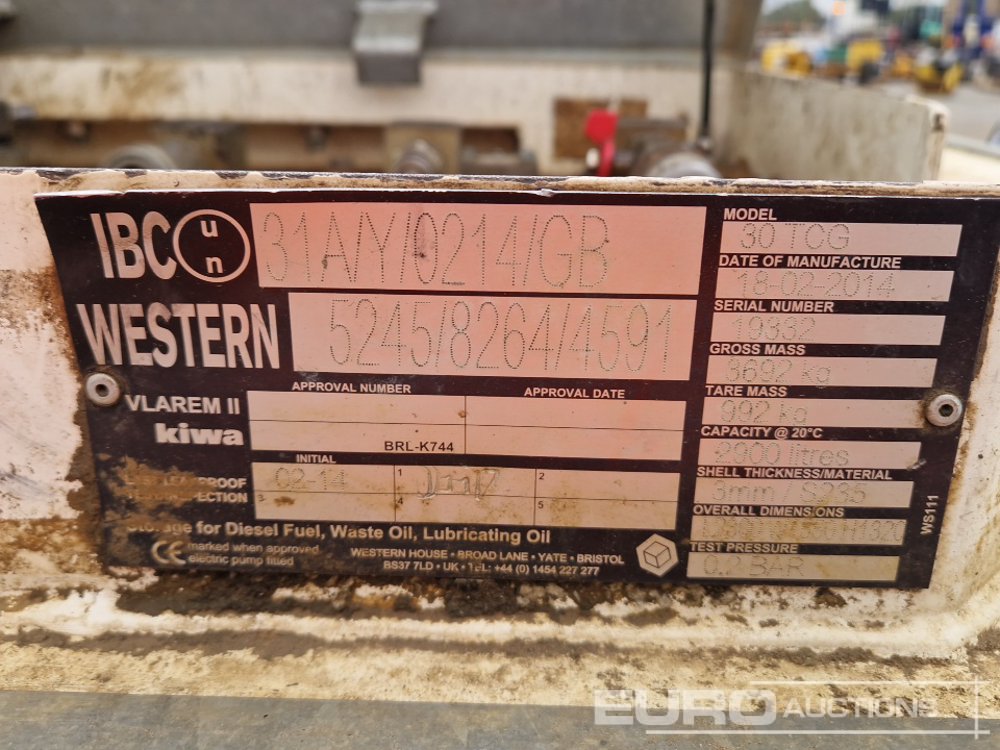 IBC un 31A/Y/0214/GB
WESTERN 5245/8264/4591
APPROVAL NUMBER APPROVAL DATE
VLAREM II
kiwa BRL-K744
INITIAL 02-14 1 2
3 4 5
Storage for Diesel Fuel, Waste Oil, Lubricating Oil
CE marked when approved
electric pump fitted
WESTERN HOUSE • BROAD LANE • YATE • BRISTOL
BS37 7LD • UK • TEL: +44 (0) 1454 227 277
MODEL
30 TCG
DATE OF MANUFACTURE
18-02-2014
SERIAL NUMBER
19332
GROSS MASS
3692 kg
TARE MASS
992 kg
CAPACITY @ 20°C
2900 litres
SHELL THICKNESS/MATERIAL
3mm / S235
OVERALL DIMENSIONS
TEST PRESSURE
0.2 BAR
WS111
EURO AUCTIONS